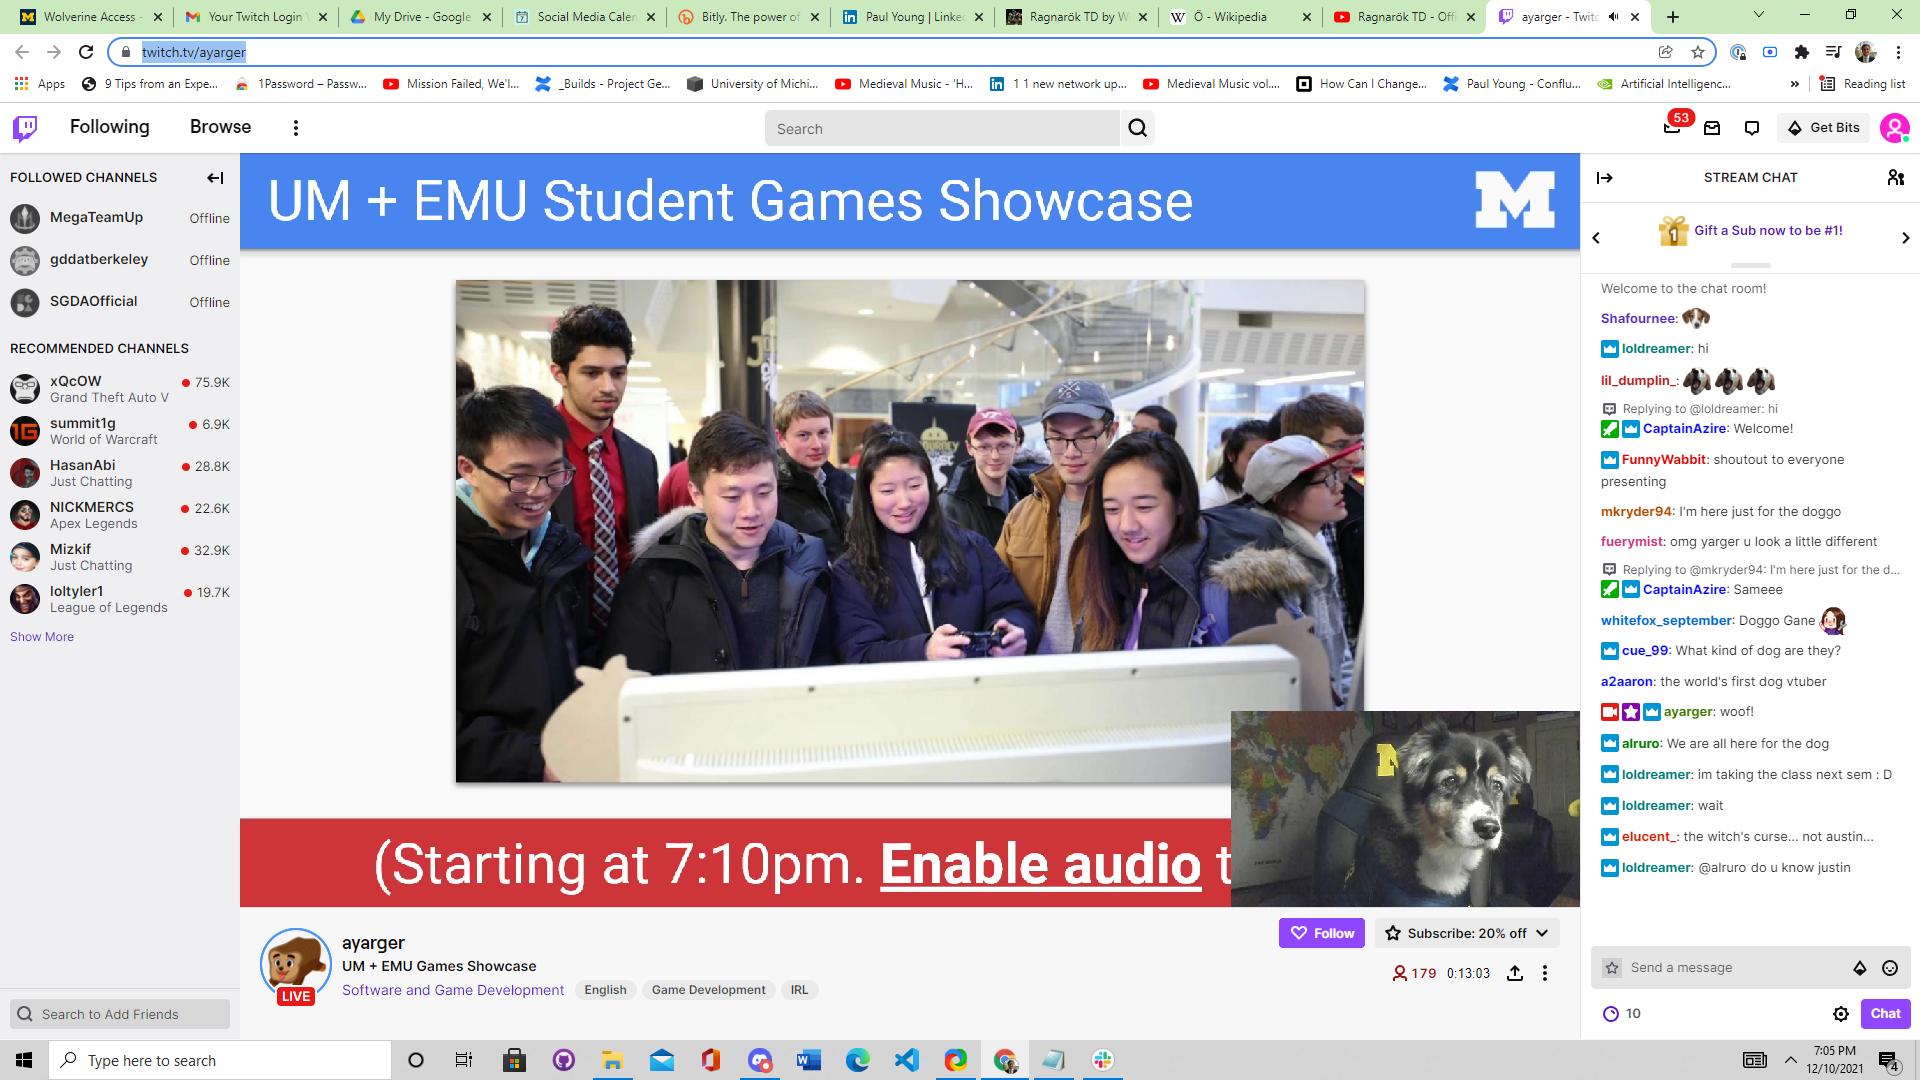 Wolverine Access -
Your Twitch Login
My Drive - Google
Social Media Calen
Bitly. The power of
Paul Young | Linked
Ragnarök TD by W
Ö - Wikipedia
Ragnarök TD - Offi
ayarger - Twitc
twitch.tv/ayarger
Apps
9 Tips from an Expe...
1Password – Passw...
Mission Failed, We'l...
_Builds - Project Ge...
University of Michi...
Medieval Music - 'H...
1 1 new network up...
Medieval Music vol....
How Can I Change...
Paul Young - Conflu...
Artificial Intelligenc...
»
Reading list
Following
Browse
Search
53
Get Bits
FOLLOWED CHANNELS
MegaTeamUp
Offline
gddatberkeley
Offline
SGDAOfficial
Offline
RECOMMENDED CHANNELS
xQcOW
75.9K
Grand Theft Auto V
summit1g
6.9K
World of Warcraft
HasanAbi
28.8K
Just Chatting
NICKMERCS
22.6K
Apex Legends
Mizkif
32.9K
Just Chatting
loltyler1
19.7K
League of Legends
Show More
Search to Add Friends
UM + EMU Student Games Showcase
M
(Starting at 7:10pm. Enable audio t
LIVE
ayarger
UM + EMU Games Showcase
Software and Game Development
English
Game Development
IRL
Follow
Subscribe: 20% off
179
0:13:03
STREAM CHAT
1
Gift a Sub now to be #1!
Welcome to the chat room!
Shafournee:
loldreamer: hi
lil_dumplin_:
Replying to @loldreamer: hi
CaptainAzire: Welcome!
FunnyWabbit: shoutout to everyone
presenting
mkryder94: I'm here just for the doggo
fuerymist: omg yarger u look a little different
Replying to @mkryder94: I'm here just for the d...
CaptainAzire: Sameee
whitefox_september: Doggo Gane
cue_99: What kind of dog are they?
a2aaron: the world's first dog vtuber
ayarger: woof!
alruro: We are all here for the dog
loldreamer: im taking the class next sem : D
loldreamer: wait
elucent_: the witch's curse... not austin...
loldreamer: @alruro do u know justin
Send a message
10
Chat
Type here to search
7:05 PM
12/10/2021
4